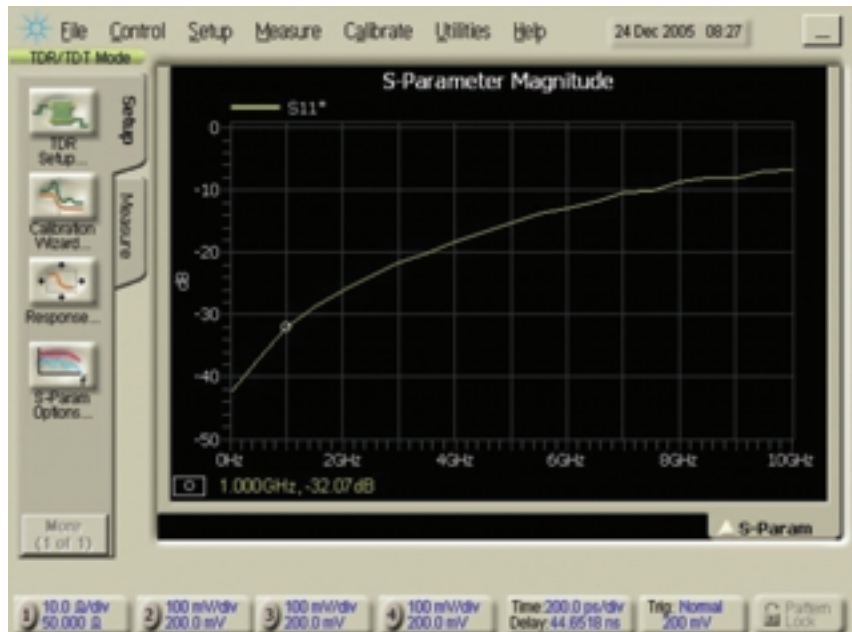 File Control Setup Measure Calibrate Utilities Help 24 Dec 2005 08:27
TDR/TDT Mode
Setup
Measure
TDR
Setup...
Calibration
Wizard...
Response...
S-Param
Options...
More
(1 of 1)
S-Parameter Magnitude
S11*
0
-10
-20
dB
-30
-40
-50
0Hz 2GHz 4GHz 6GHz 8GHz 10GHz
1.000GHz, -32.07dB
S-Param
1 10.0 Ω/div
50.000 Ω
2 100 mV/div
200.0 mV
3 100 mV/div
200.0 mV
4 100 mV/div
200.0 mV
Time:200.0 ps/div
Delay:44.6518 ns
Trig: Normal
200 mV
Pattern
Lock